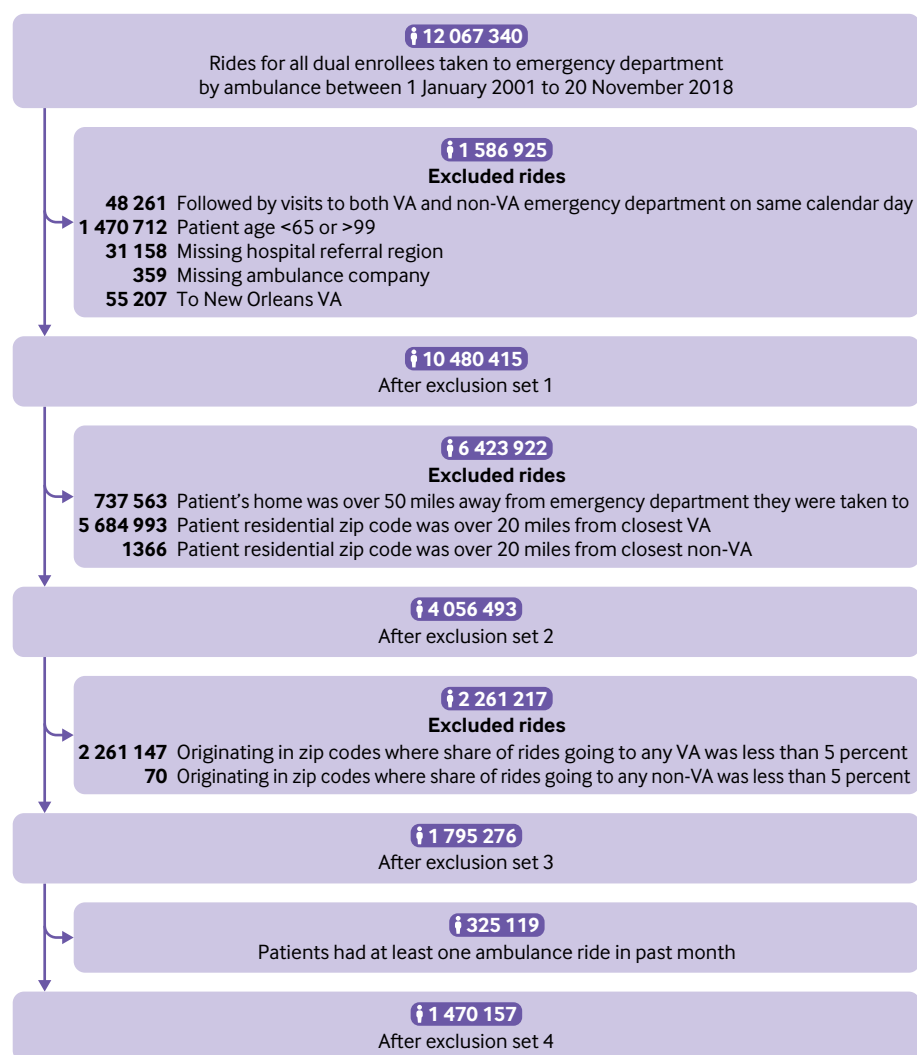 12 067 340
Rides for all dual enrollees taken to emergency department
by ambulance between 1 January 2001 to 20 November 2018
1 586 925
Excluded rides
48 261 Followed by visits to both VA and non-VA emergency department on same calendar day
1 470 712 Patient age <65 or >99
31 158 Missing hospital referral region
359 Missing ambulance company
55 207 To New Orleans VA
10 480 415
After exclusion set 1
6 423 922
Excluded rides
737 563 Patient's home was over 50 miles away from emergency department they were taken to
5 684 993 Patient residential zip code was over 20 miles from closest VA
1366 Patient residential zip code was over 20 miles from closest non-VA
4 056 493
After exclusion set 2
2 261 217
Excluded rides
2 261 147 Originating in zip codes where share of rides going to any VA was less than 5 percent
70 Originating in zip codes where share of rides going to any non-VA was less than 5 percent
1 795 276
After exclusion set 3
325 119
Patients had at least one ambulance ride in past month
1 470 157
After exclusion set 4